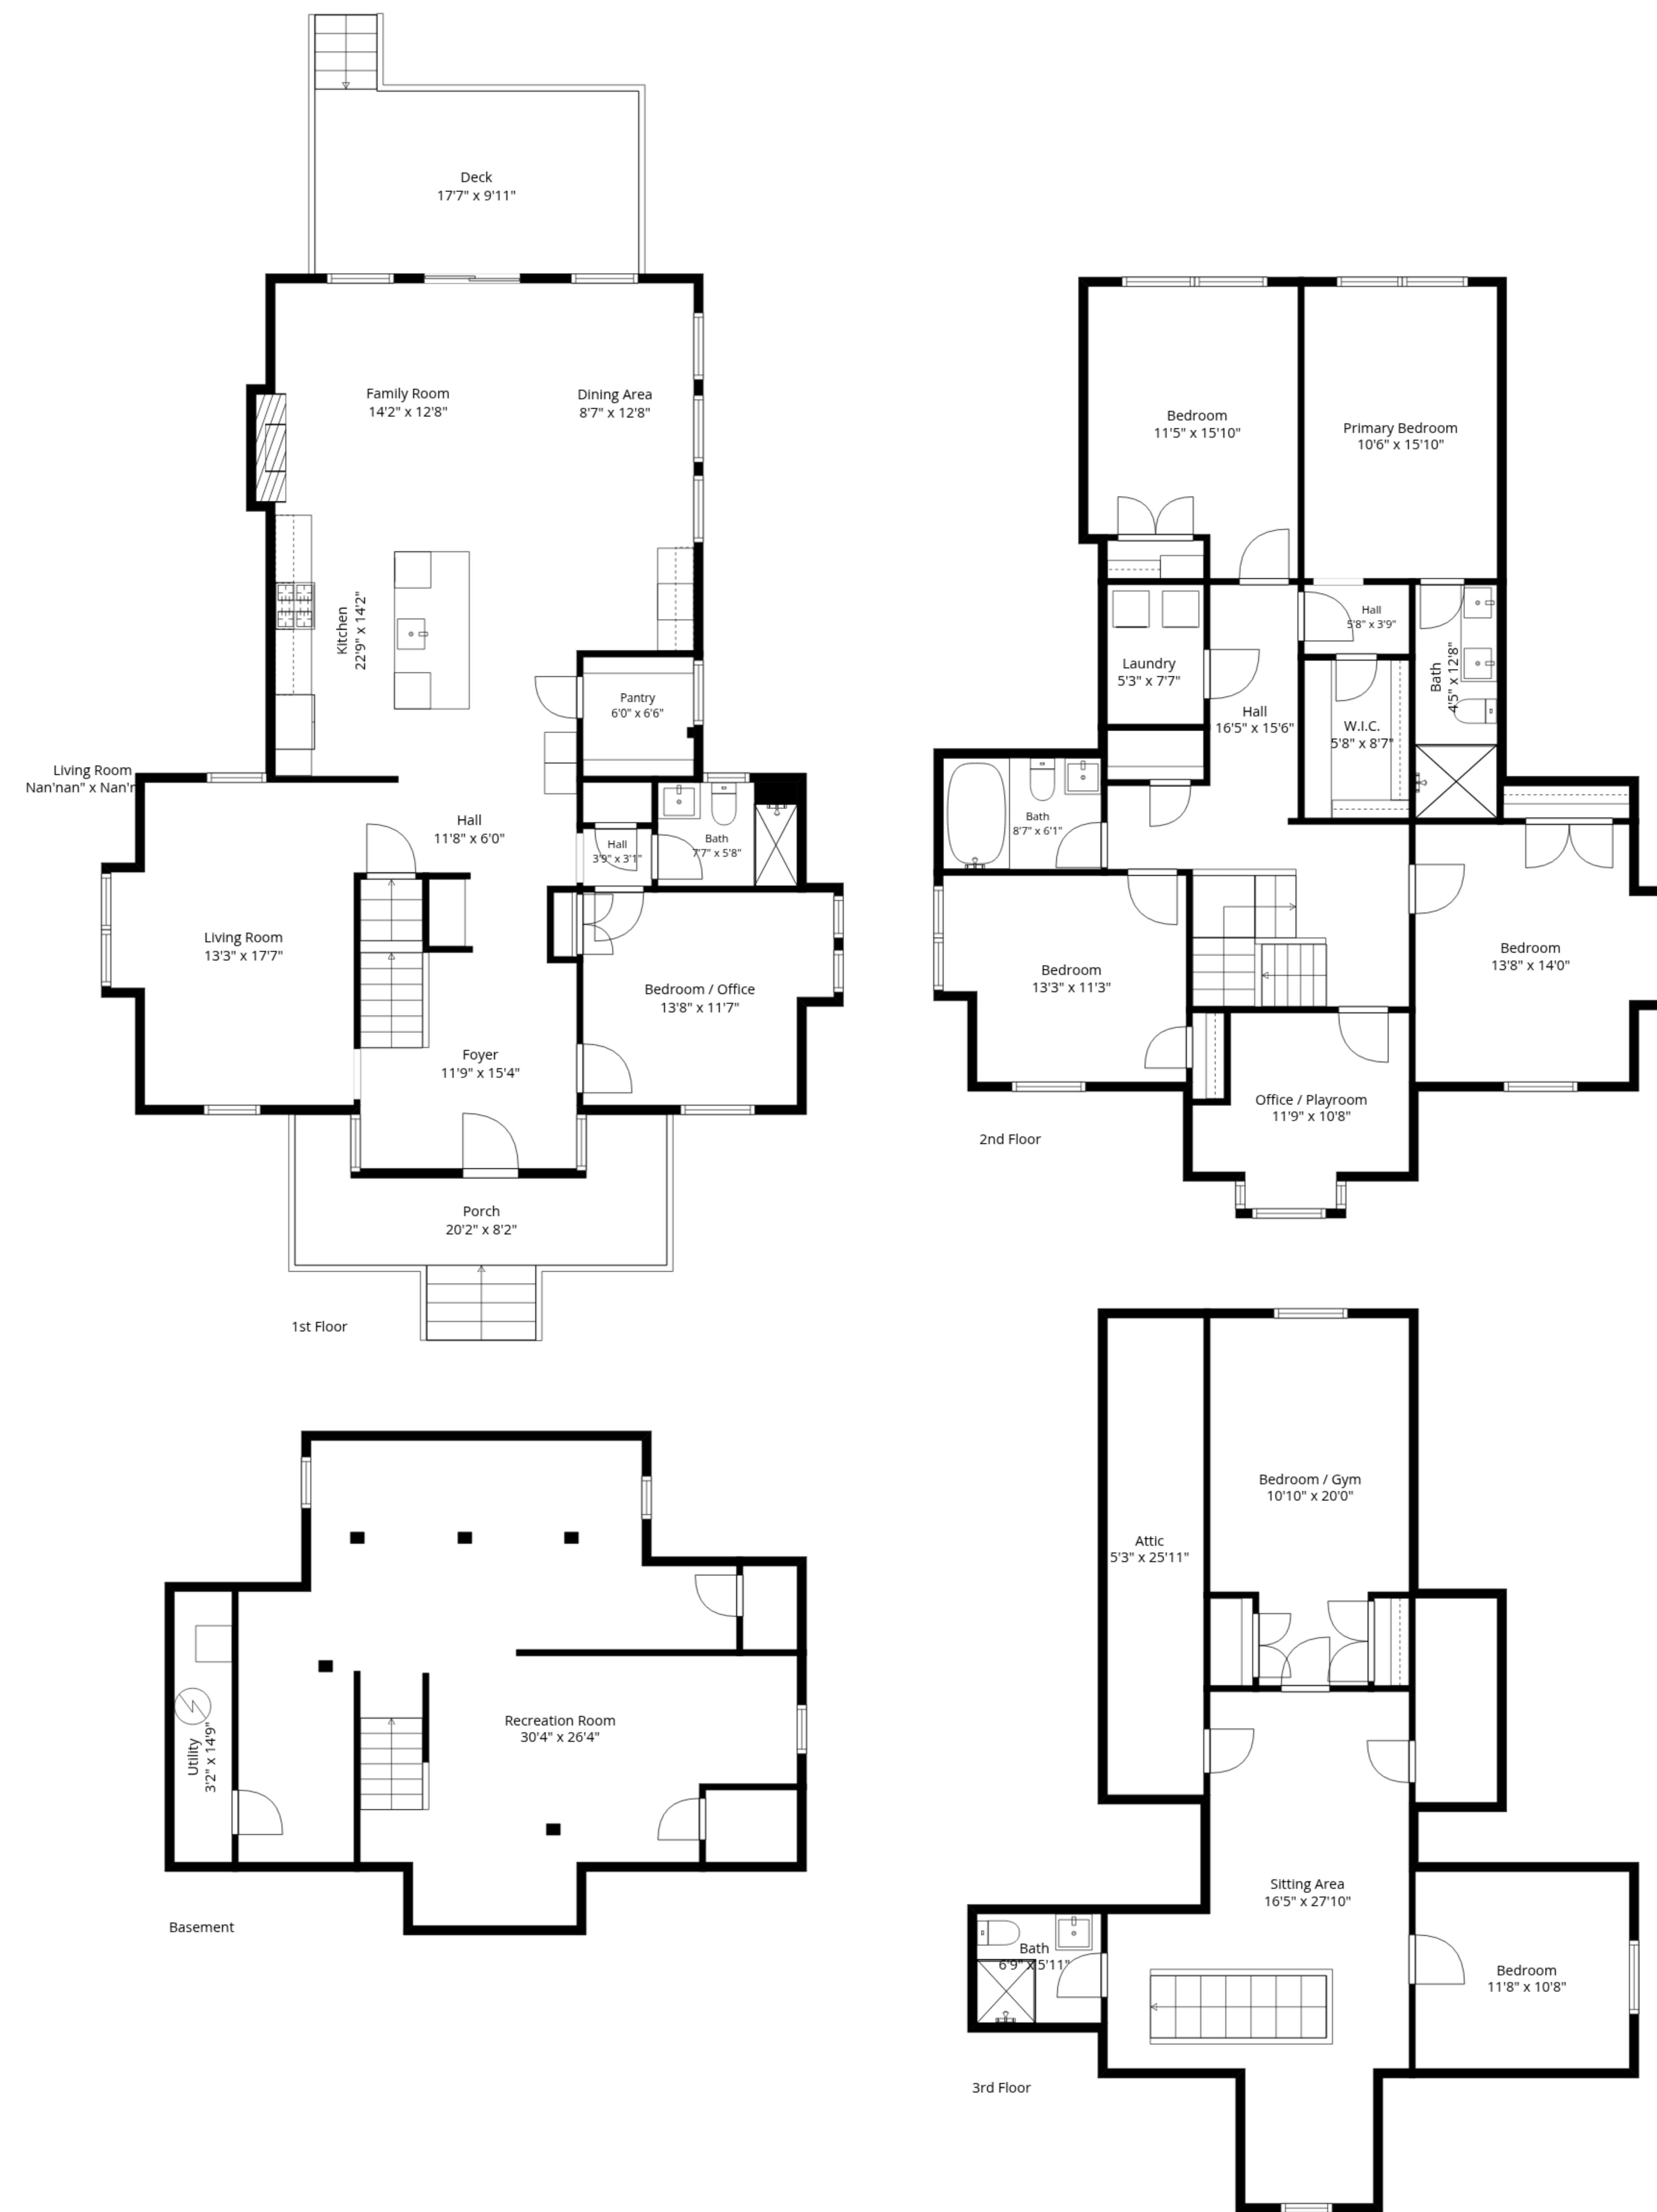 Deck
17'7" x 9'11"
Family Room
14'2" x 12'8"
Dining Area
8'7" x 12'8"
Kitchen
22'9" x 14'2"
Pantry
6'0" x 6'6"
Living Room
Nan'nan" x Nan'n
Hall
11'8" x 6'0"
Hall
3'9" x 3'1"
Bath
7'7" x 5'8"
Living Room
13'3" x 17'7"
Bedroom / Office
13'8" x 11'7"
Foyer
11'9" x 15'4"
Porch
20'2" x 8'2"
1st Floor
Bedroom
11'5" x 15'10"
Primary Bedroom
10'6" x 15'10"
Hall
5'8" x 3'9"
Laundry
5'3" x 7'7"
Bath
4'5" x 12'8"
Hall
16'5" x 15'6"
W.I.C.
5'8" x 8'7"
Bath
8'7" x 6'1"
Bedroom
13'3" x 11'3"
Bedroom
13'8" x 14'0"
Office / Playroom
11'9" x 10'8"
2nd Floor
Recreation Room
30'4" x 26'4"
Utility
3'2" x 14'9"
Basement
Bedroom / Gym
10'10" x 20'0"
Attic
5'3" x 25'11"
Sitting Area
16'5" x 27'10"
Bath
6'9" x 5'11"
Bedroom
11'8" x 10'8"
3rd Floor